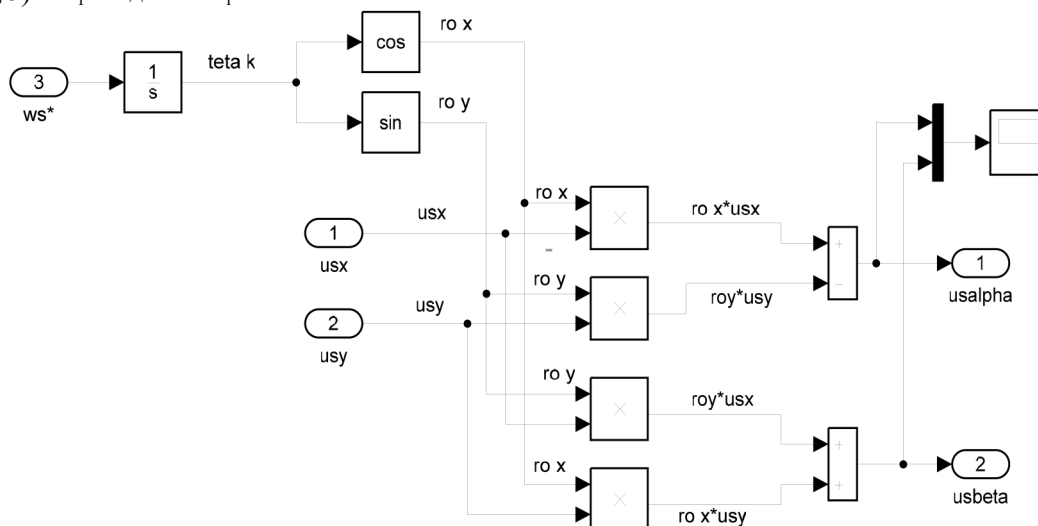 ro x
cos
teta k
3
1
s
ws*
ro y
sin
ro x
usx
ro x*usx
1
usx
+
1
usalpha
ro y
usy
roy*usy
−
2
usy
ro y
roy*usx
+
2
usbeta
ro x
+
ro x*usy